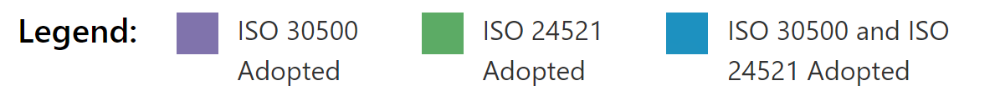 Legend:
ISO 30500
Adopted
ISO 24521
Adopted
ISO 30500 and ISO
24521 Adopted